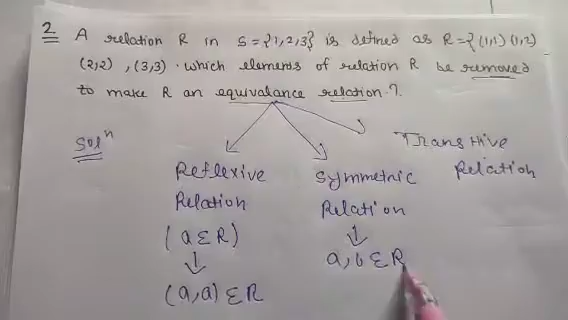 2 A relation R in S={1,2,3} is defined as R={(1,1) (1,2)
(2,2) , (3,3) . which elements of relation R be removed
to make R an equivalance relation.?
Solⁿ
Transitive
Relation
Reflexive
Relation
(a∈R)
↓
(a,a) ∈R
Symmetric
Relation
↓
a,b ∈R